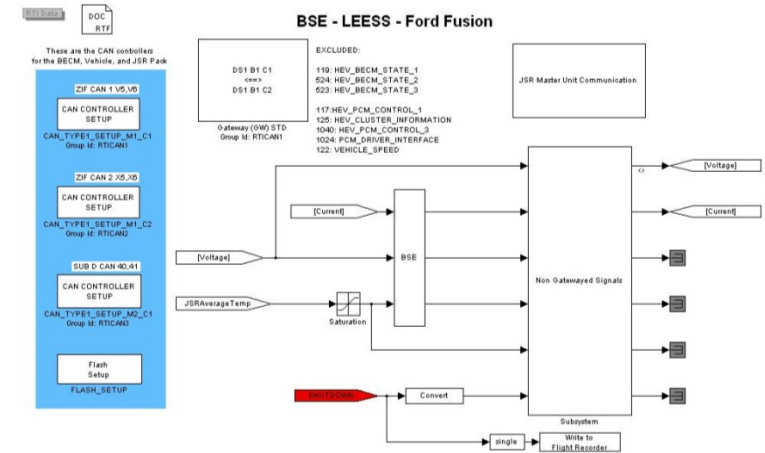 RTI Data
DOC
RTF
BSE - LEESS - Ford Fusion
These are the CAN controllers
for the BECM, Vehicle, and JSR Pack
ZIF CAN 1 V5,V6
CAN CONTROLLER
SETUP
CAN_TYPE1_SETUP_M1_C1
Group Id: RTICAN1
ZIF CAN 2 X5,X6
CAN CONTROLLER
SETUP
CAN_TYPE1_SETUP_M1_C2
Group Id: RTICAN2
SUB D CAN 40,41
CAN CONTROLLER
SETUP
CAN_TYPE1_SETUP_M2_C1
Group Id: RTICAN3
Flash
Setup
FLASH_SETUP
DS1 B1 C1
<==>
DS1 B1 C2
Gateway (GW) STD
Group Id: RTICAN1
EXCLUDED:
119: HEV_BECM_STATE_1
524: HEV_BECM_STATE_2
523: HEV_BECM_STATE_3
117:HEV_PCM_CONTROL_1
125: HEV_CLUSTER_INFORMATION
1040: HEV_PCM_CONTROL_3
1024: PCM_DRIVER_INTERFACE
122: VEHICLE_SPEED
JSR Master Unit Communication
[Current]
[Voltage]
JSRAverageTemp
Saturation
BSE
SHUTDOWN
Convert
single
Write to
Flight Recorder
Non Gatewayed Signals
Subsystem
<>
[Voltage]
[Current]